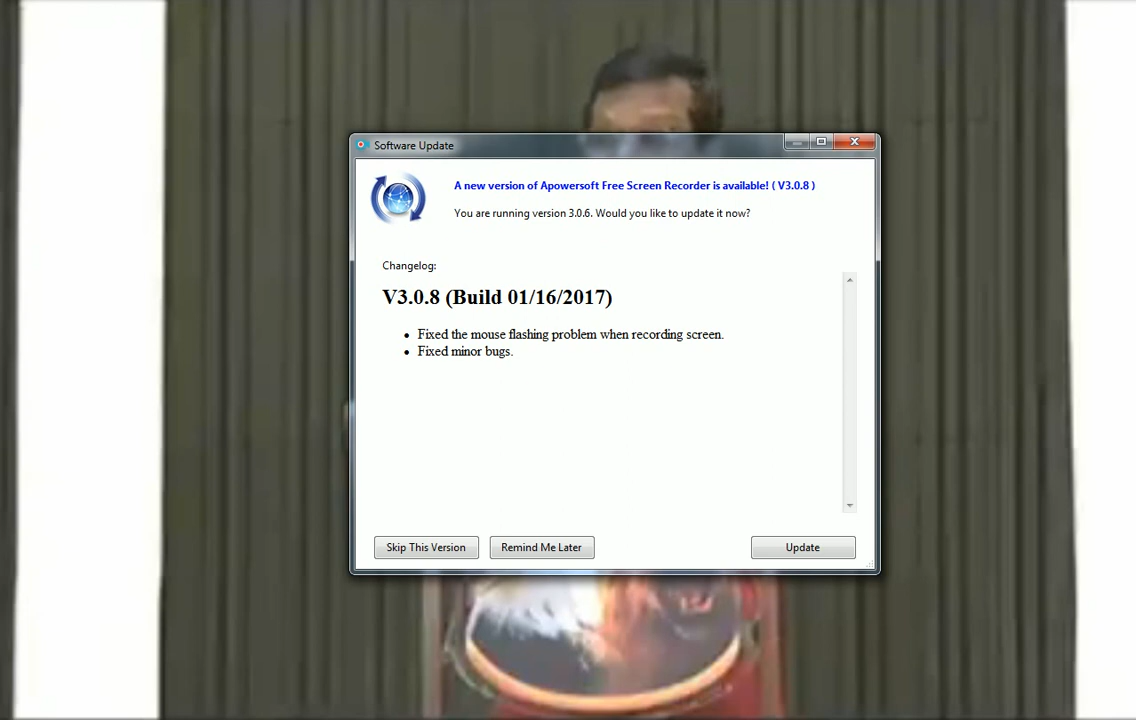 Software Update
A new version of Apowersoft Free Screen Recorder is available! ( V3.0.8 )
You are running version 3.0.6. Would you like to update it now?
Changelog:
V3.0.8 (Build 01/16/2017)
• Fixed the mouse flashing problem when recording screen.
• Fixed minor bugs.
Skip This Version
Remind Me Later
Update